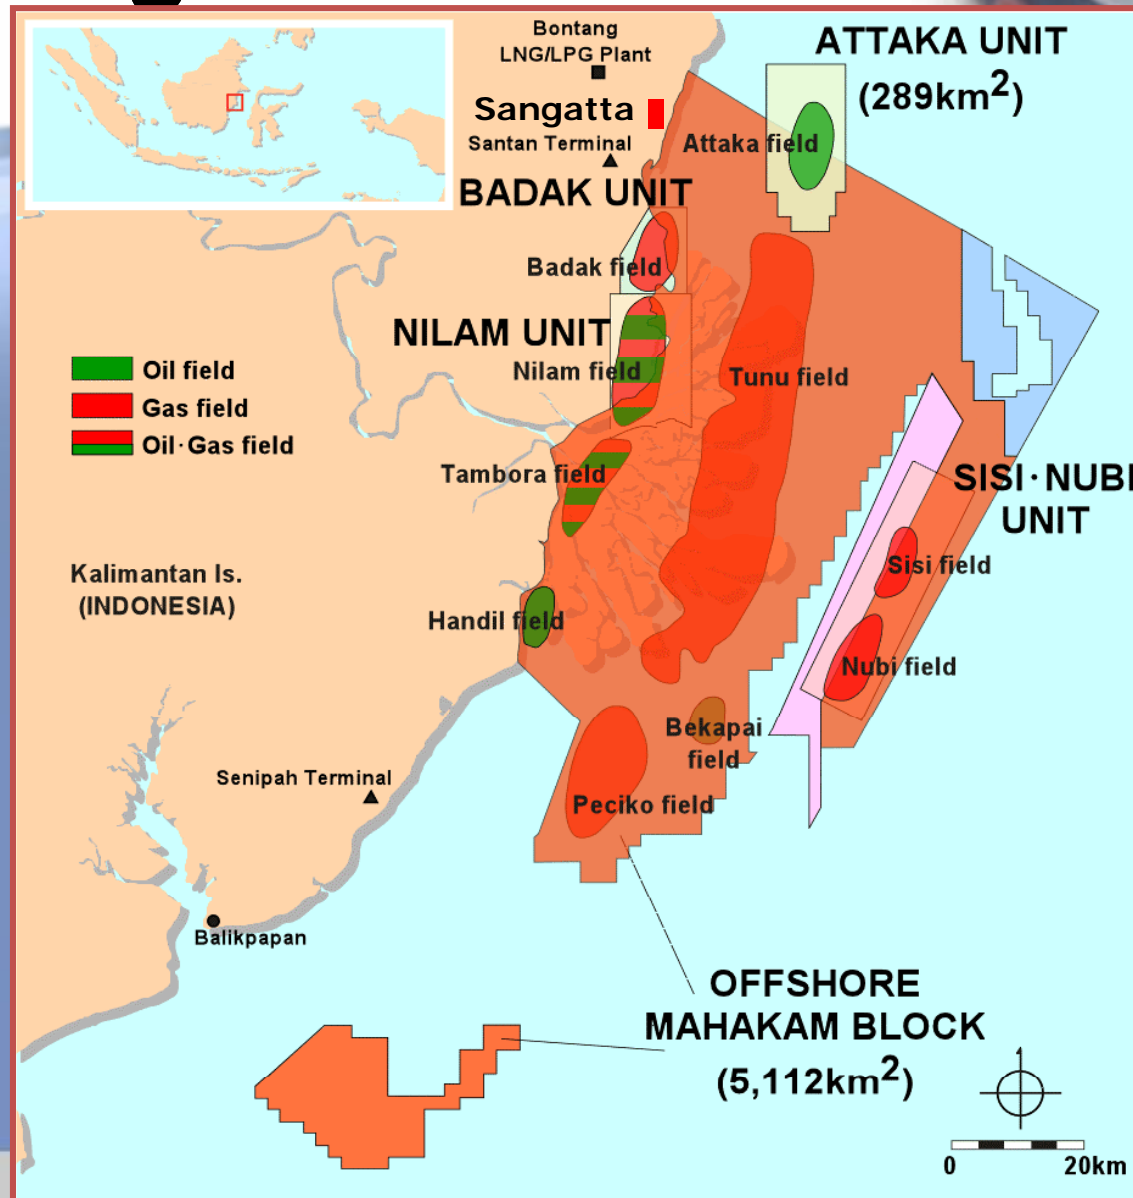 Bontang
LNG/LPG Plant
ATTAKA UNIT
(289km²)
Sangatta
Santan Terminal
Attaka field
BADAK UNIT
Badak field
NILAM UNIT
Nilam field
Tunu field
Oil field
Gas field
Oil·Gas field
Tambora field
SISI·NUBI
UNIT
Sisi field
Kalimantan Is.
(INDONESIA)
Handil field
Nubi field
Bekapai
field
Senipah Terminal
Peciko field
Balikpapan
OFFSHORE
MAHAKAM BLOCK
(5,112km²)
0 20km